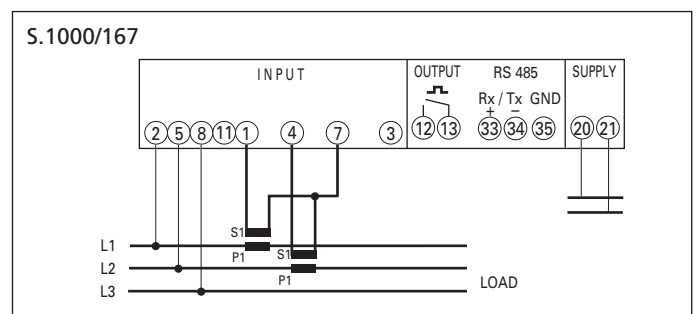 S.1000/167
INPUT OUTPUT RS 485 SUPPLY
Rx / Tx GND
+ –
2 5 8 11 1 4 7 3 12 13 33 34 35 20 21
S1
L1
P1 S1
L2
P1 LOAD
L3